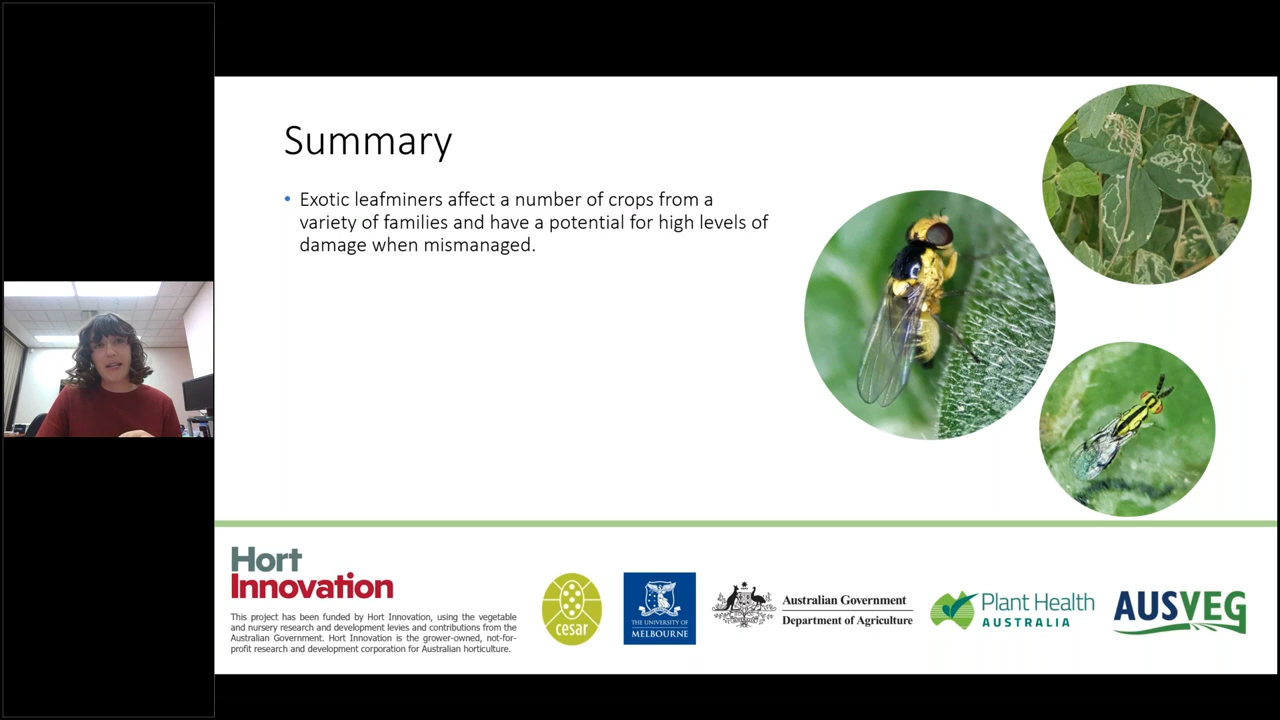 Summary
• Exotic leafminers affect a number of crops from a
variety of families and have a potential for high levels of
damage when mismanaged.
Hort
Innovation
This project has been funded by Hort Innovation, using the vegetable
and nursery research and development levies and contributions from the
Australian Government. Hort Innovation is the grower-owned, not-for-
profit research and development corporation for Australian horticulture.
cesar
THE UNIVERSITY OF
MELBOURNE
Australian Government
Department of Agriculture
Plant Health
AUSTRALIA
AUSVEG